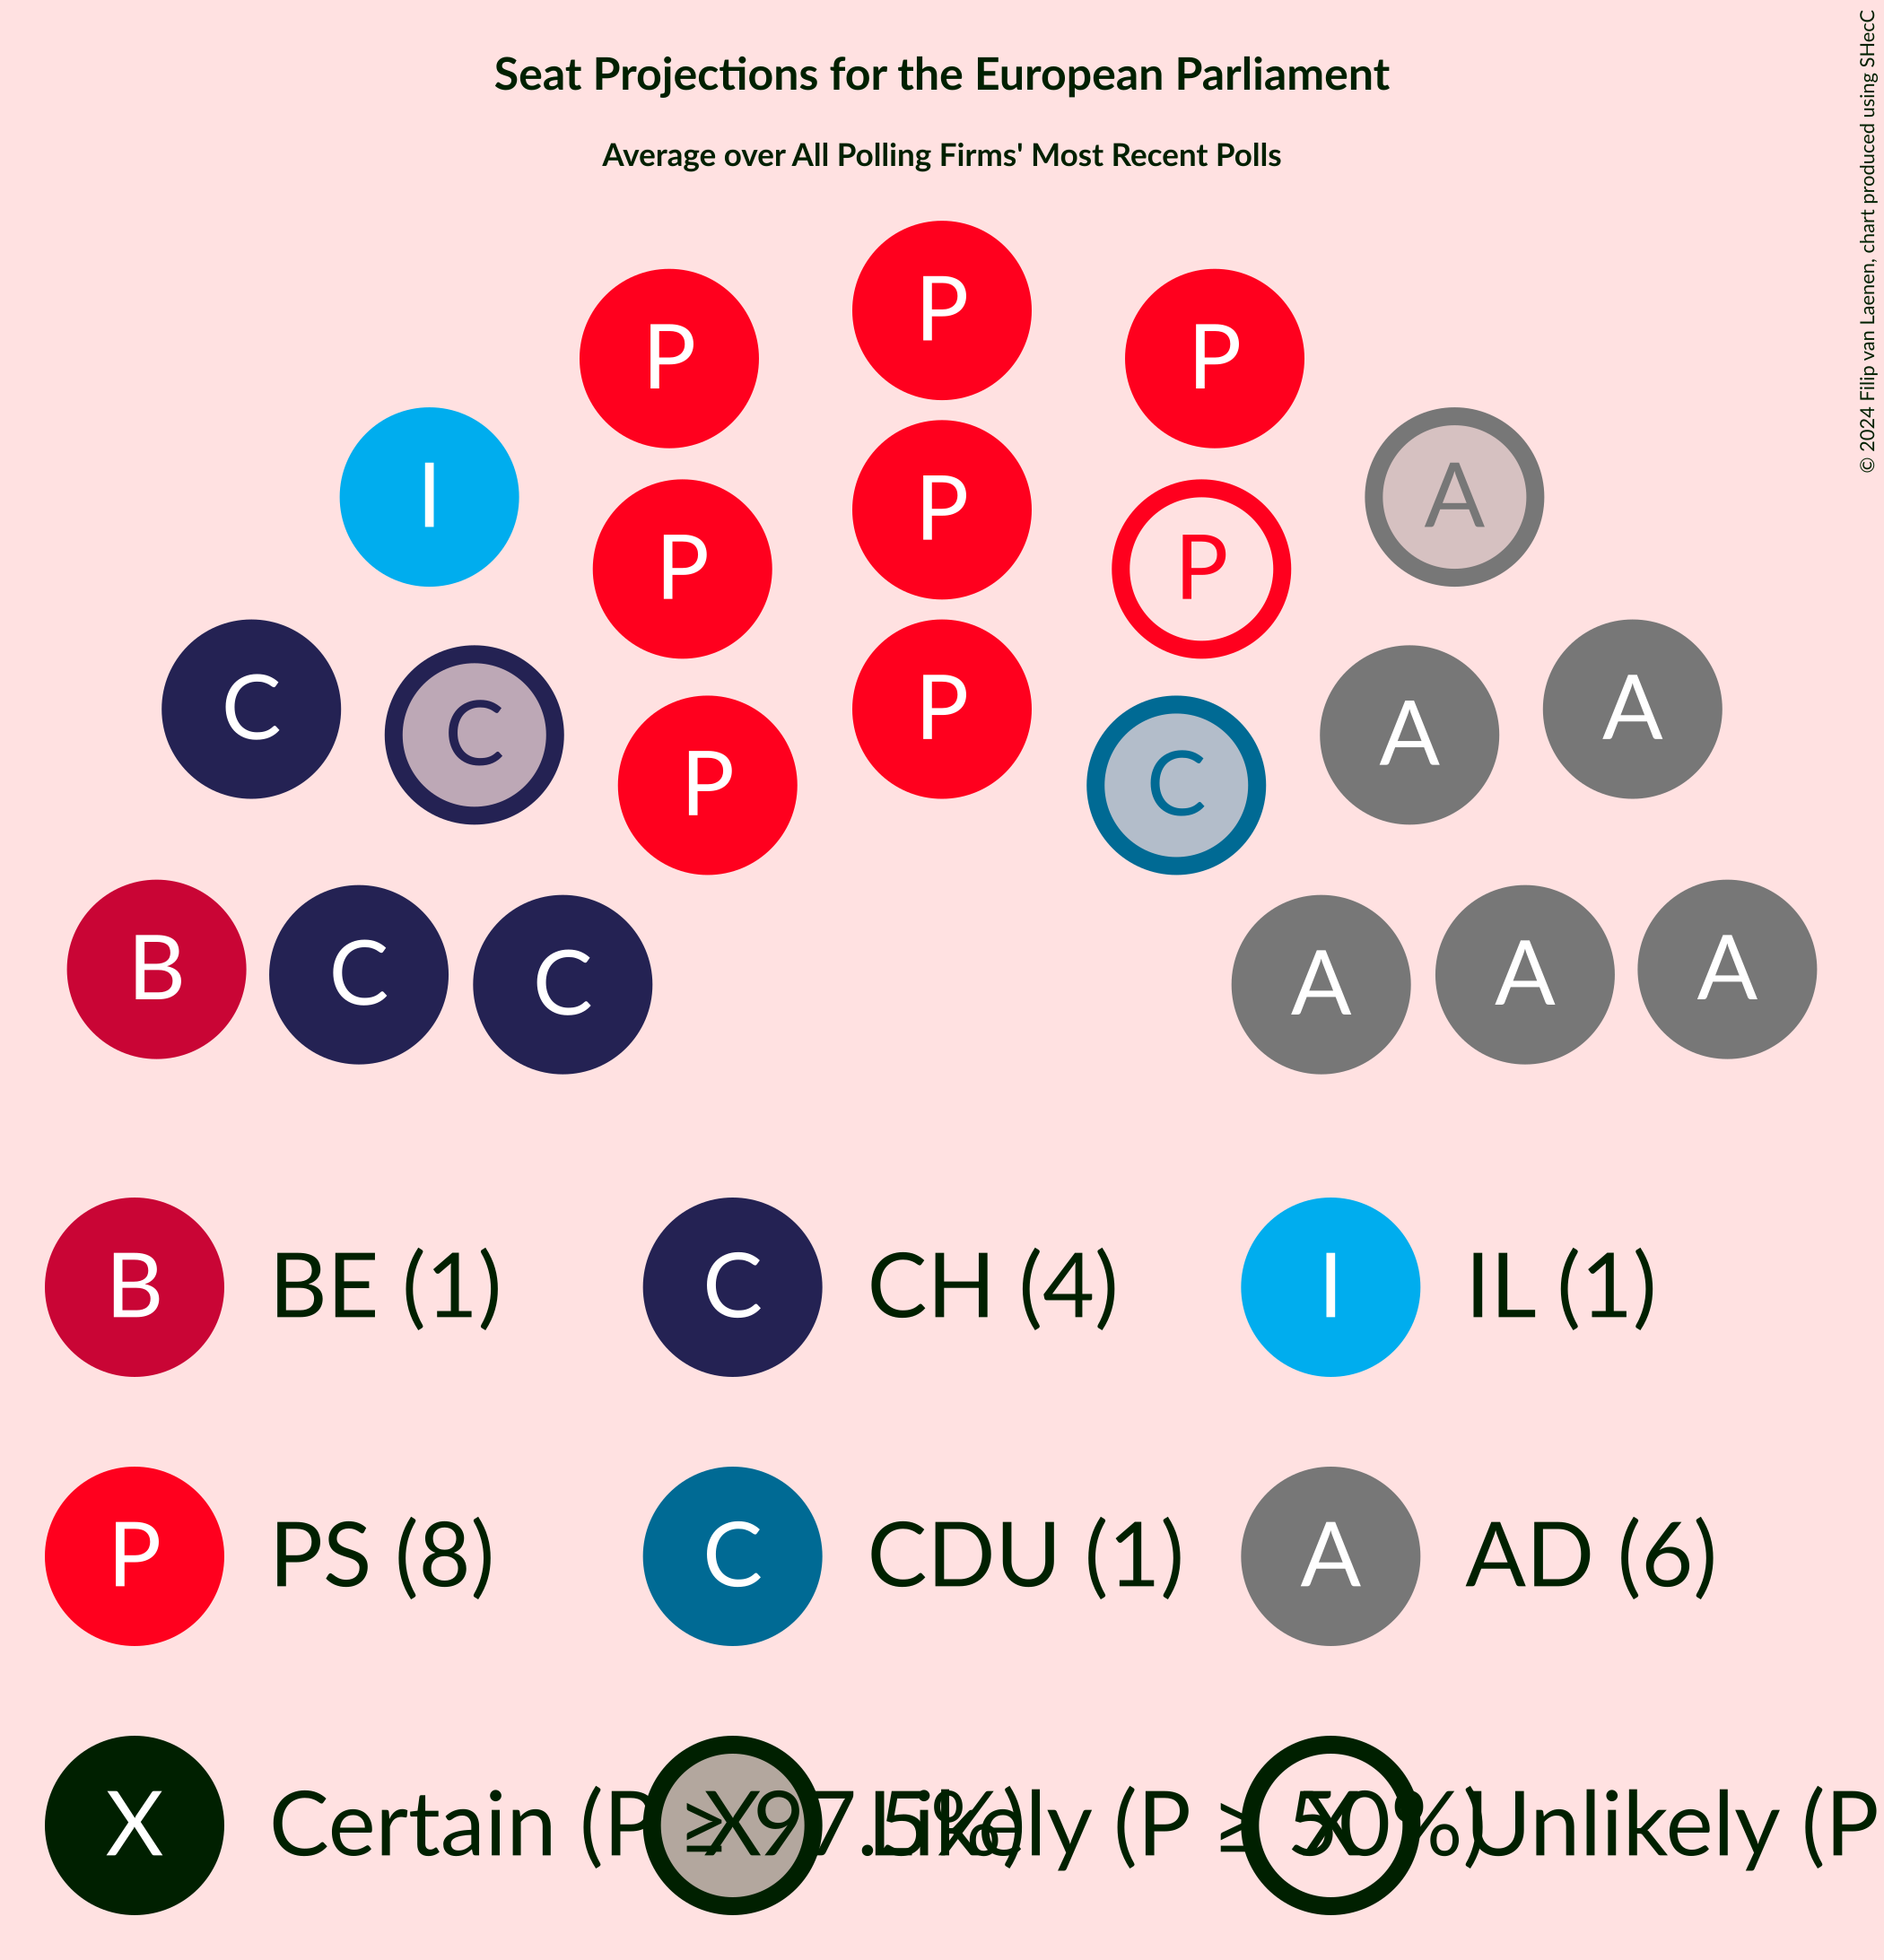 Seat Projections for the European Parliament
Average over All Polling Firms' Most Recent Polls
© 2024 Filip van Laenen, chart produced using SHecC
P
P P
P
I A
P P
P
C A
C P A
P C
B C C A A A
B BE (1) C CH (4) I IL (1)
P PS (8) C CDU (1) A AD (6)
X Certain (P ≥ 97.5%) X Likely (P ≥ 50%) X Unlikely (P